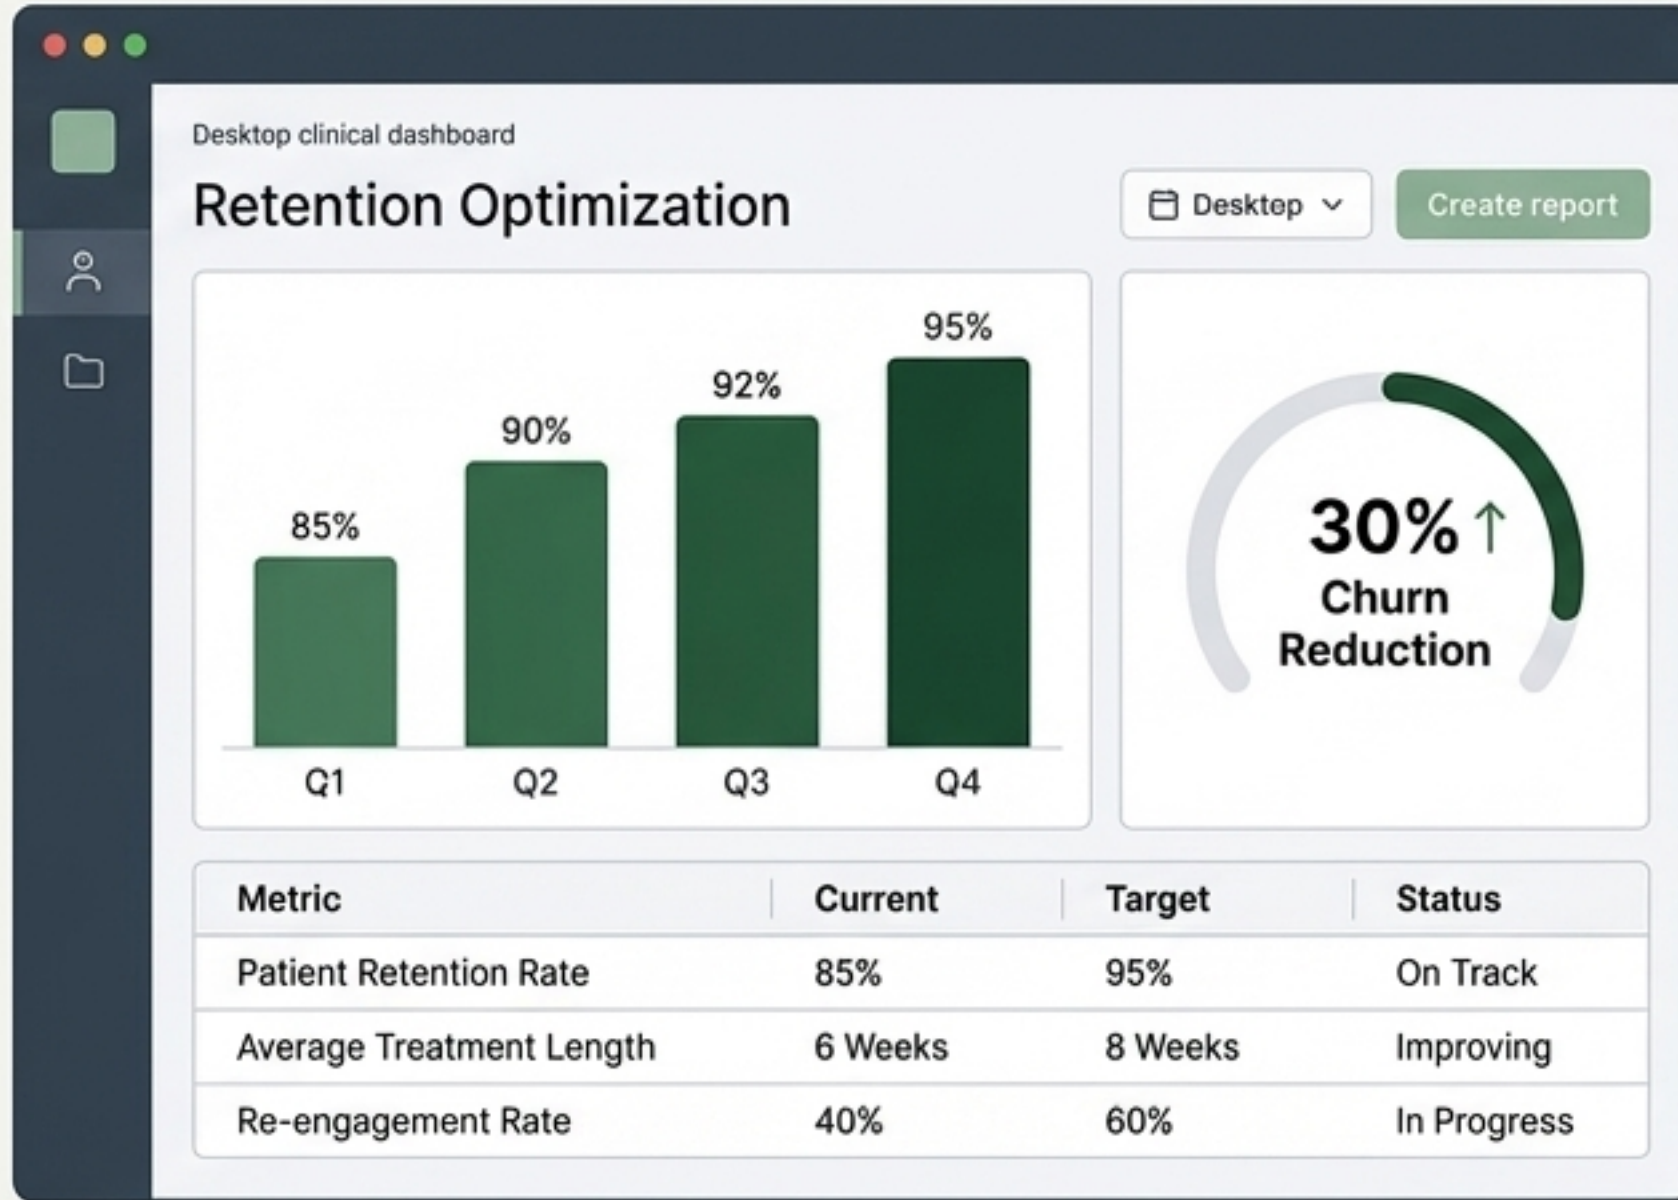 Desktop clinical dashboard
Retention Optimization
Desktop
Create report
85%
90%
92%
95%
Q1
Q2
Q3
Q4
30% ↑
Churn
Reduction
Metric Current Target Status
Patient Retention Rate 85% 95% On Track
Average Treatment Length 6 Weeks 8 Weeks Improving
Re-engagement Rate 40% 60% In Progress